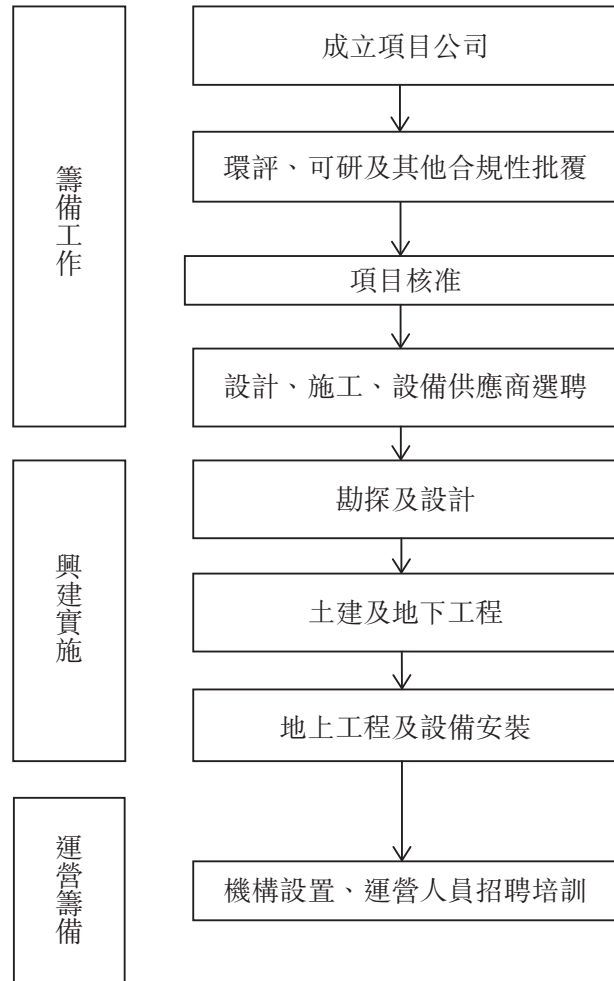 籌備工作
成立項目公司
環評、可研及其他合規性批覆
項目核准
設計、施工、設備供應商選聘
興建實施
勘探及設計
土建及地下工程
地上工程及設備安裝
運營籌備
機構設置、運營人員招聘培訓